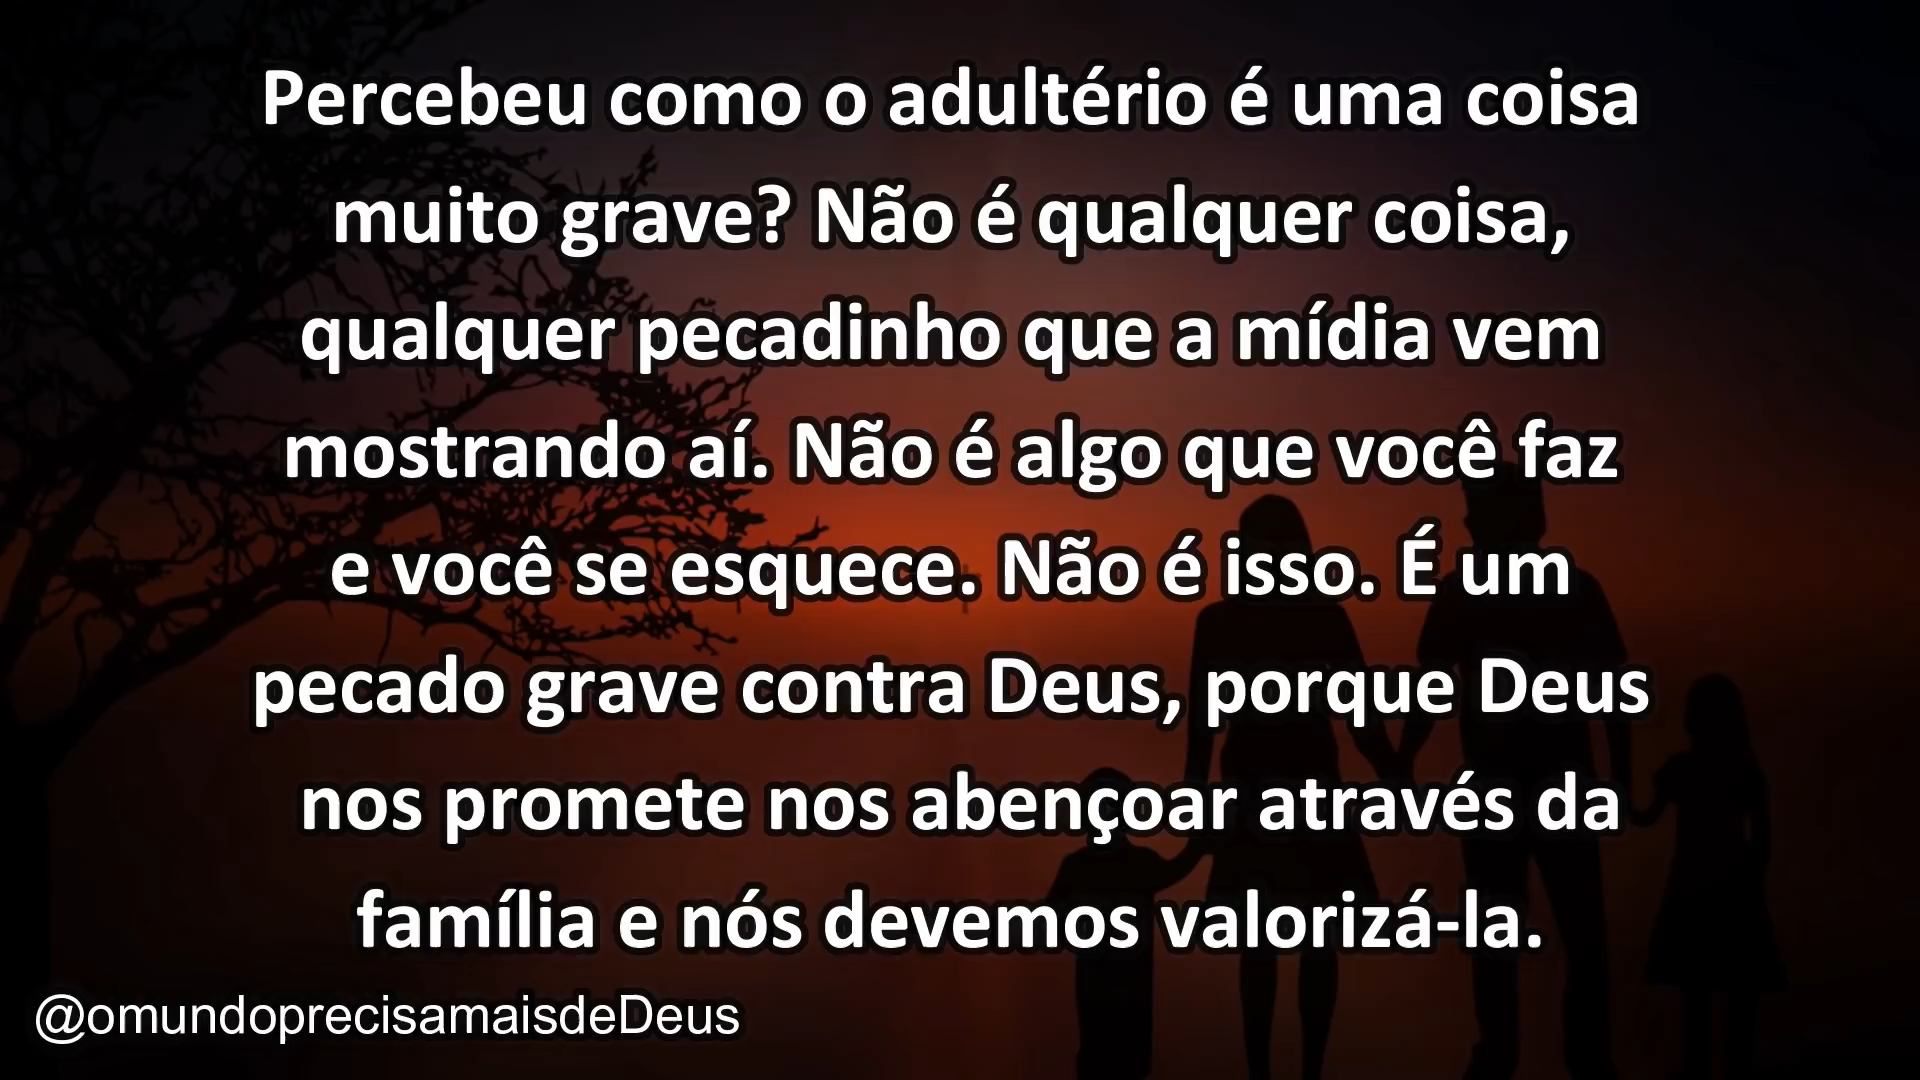 Percebeu como o adultério é uma coisa
muito grave? Não é qualquer coisa,
qualquer pecadinho que a mídia vem
mostrando aí. Não é algo que você faz
e você se esquece. Não é isso. É um
pecado grave contra Deus, porque Deus
nos promete nos abençoar através da
família e nós devemos valorizá-la.
@omundoprecisamaisdeDeus